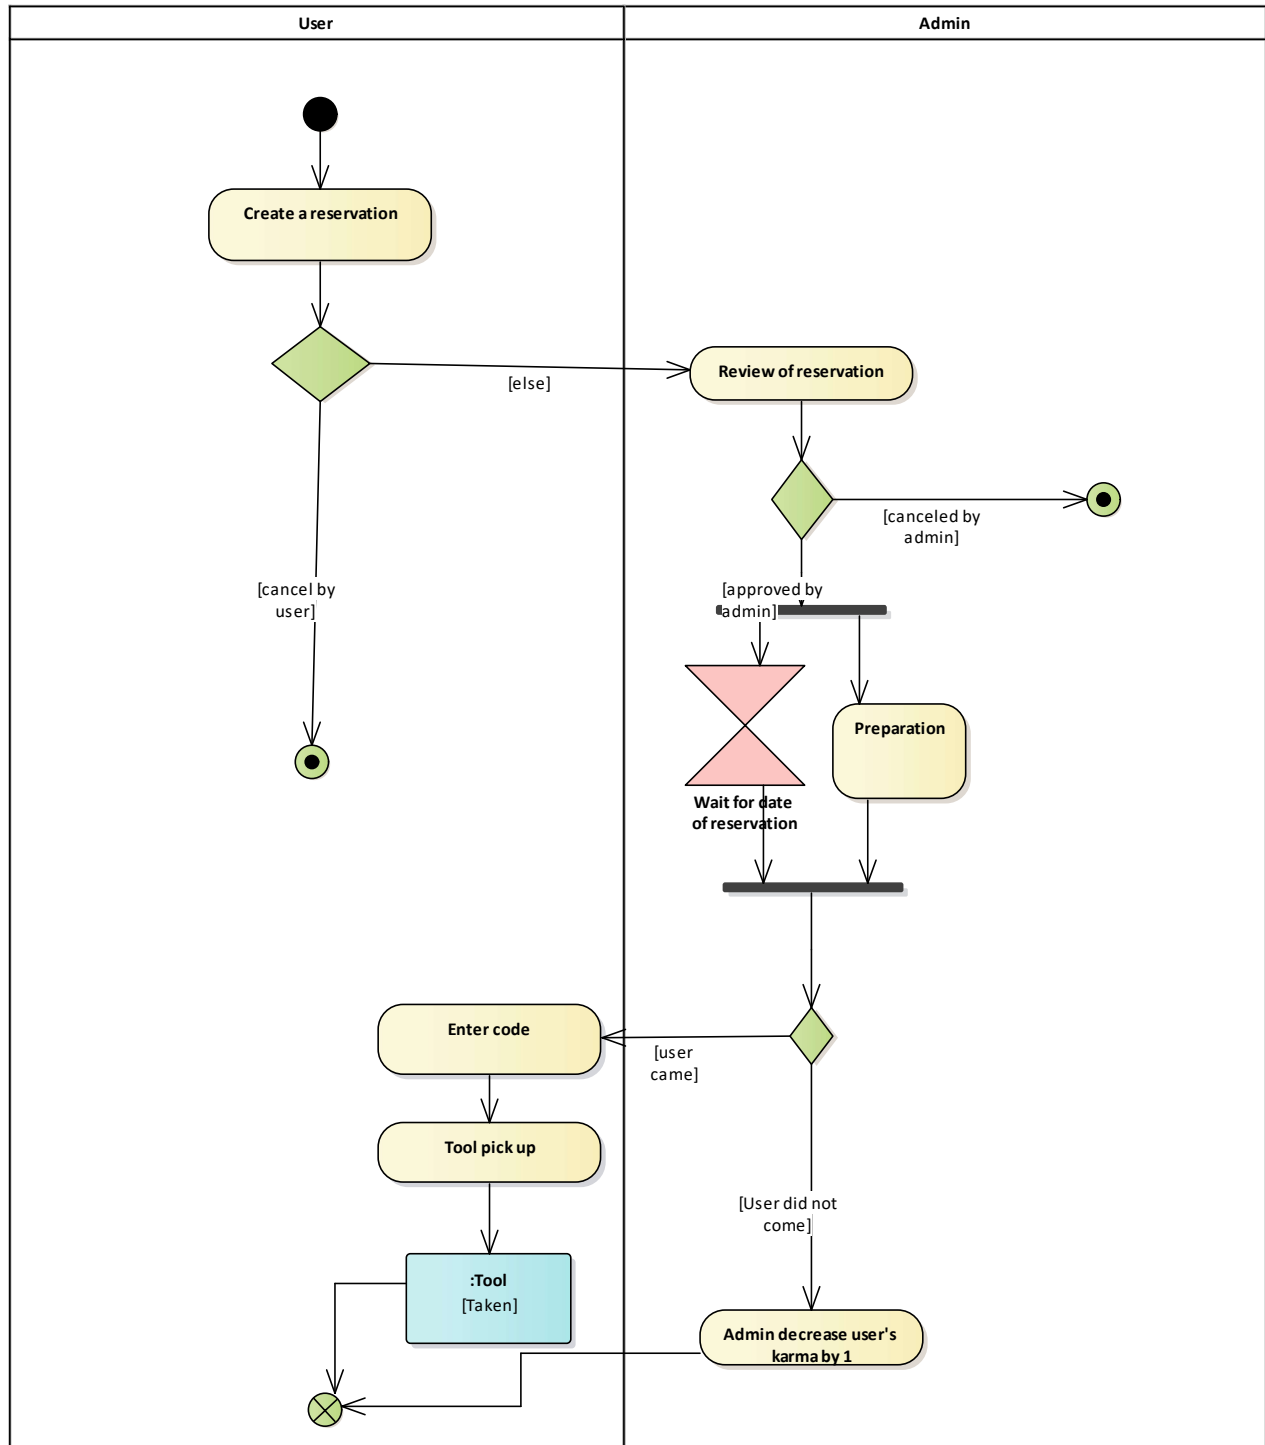 User
Admin
Create a reservation
Review of reservation
[else]
[canceled by
admin]
[cancel by
user]
[approved by
admin]
Preparation
Wait for date
of reservation
Enter code
[user
came]
Tool pick up
[User did not
come]
:Tool
[Taken]
Admin decrease user's
karma by 1